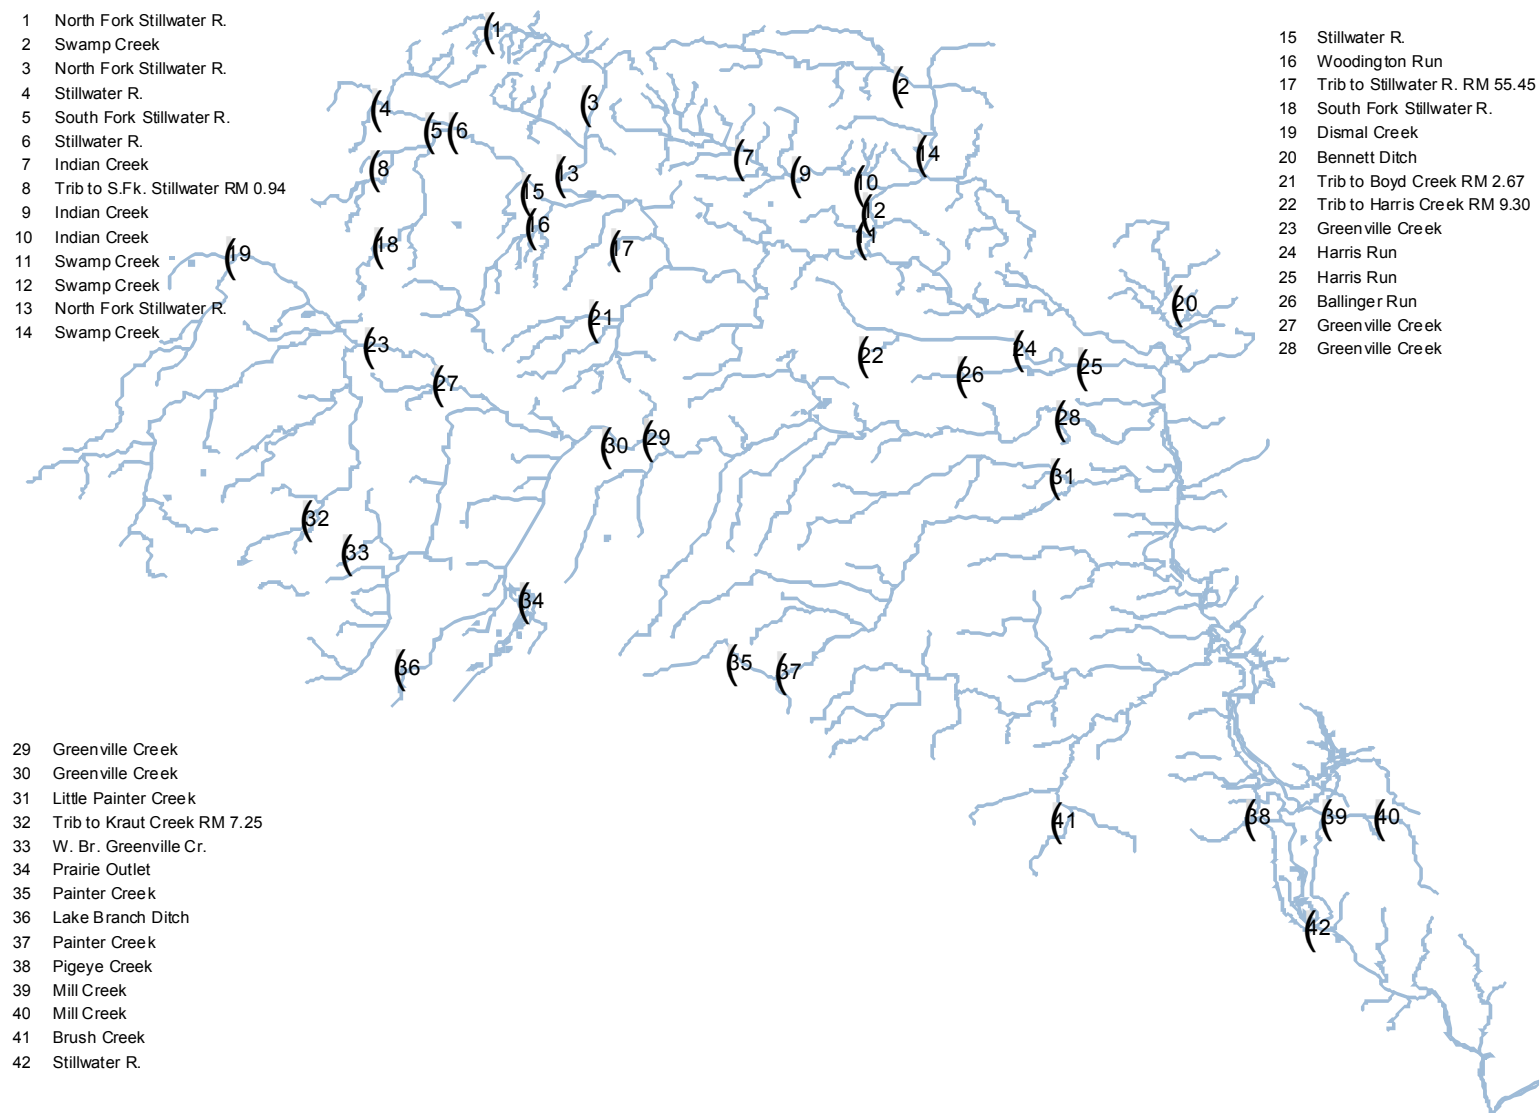 1 North Fork Stillwater R.
2 Swamp Creek
3 North Fork Stillwater R.
4 Stillwater R.
5 South Fork Stillwater R.
6 Stillwater R.
7 Indian Creek
8 Trib to S.Fk. Stillwater RM 0.94
9 Indian Creek
10 Indian Creek
11 Swamp Creek
12 Swamp Creek
13 North Fork Stillwater R.
14 Swamp Creek
15 Stillwater R.
16 Woodington Run
17 Trib to Stillwater R. RM 55.45
18 South Fork Stillwater R.
19 Dismal Creek
20 Bennett Ditch
21 Trib to Boyd Creek RM 2.67
22 Trib to Harris Creek RM 9.30
23 Greenville Creek
24 Harris Run
25 Harris Run
26 Ballinger Run
27 Greenville Creek
28 Greenville Creek
1
2
3
4
5
6
7
8
9
10
11
12
13
14
15
16
17
18
19
20
21
22
23
24
25
26
27
28
29
30
31
32
33
34
35
36
37
38
39
40
41
42
29 Greenville Creek
30 Greenville Creek
31 Little Painter Creek
32 Trib to Kraut Creek RM 7.25
33 W. Br. Greenville Cr.
34 Prairie Outlet
35 Painter Creek
36 Lake Branch Ditch
37 Painter Creek
38 Pigeye Creek
39 Mill Creek
40 Mill Creek
41 Brush Creek
42 Stillwater R.